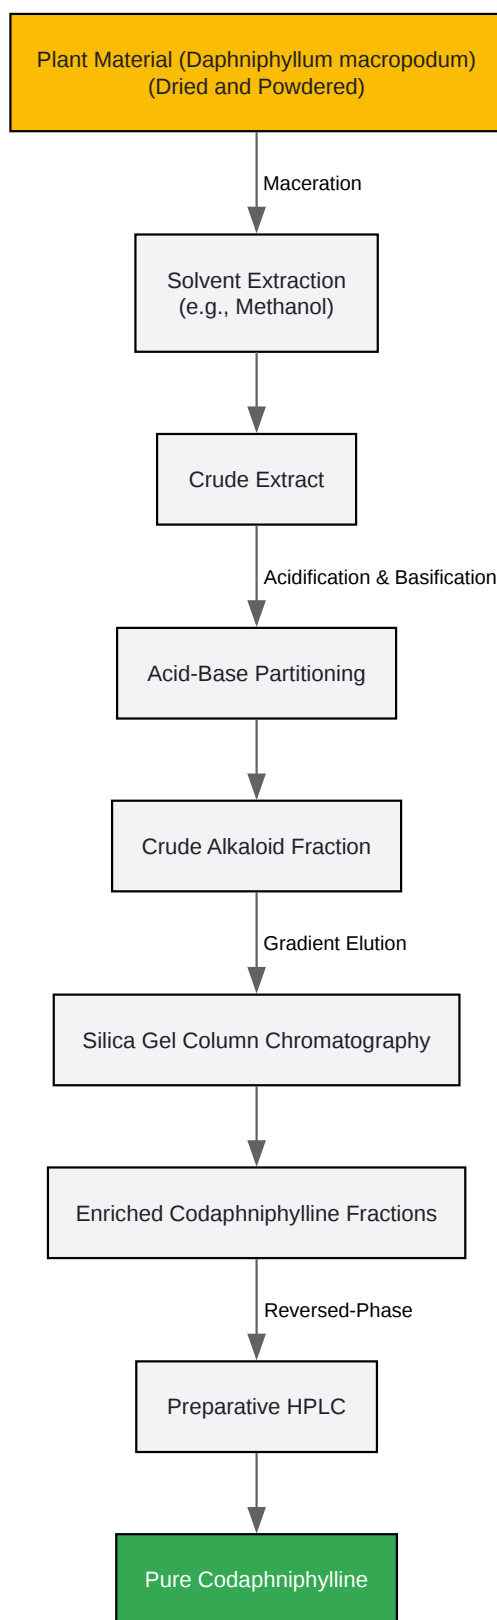 Plant Material (Daphniphyllum macropodum)
(Dried and Powdered)
Maceration
Solvent Extraction
(e.g., Methanol)
Crude Extract
Acidification & Basification
Acid-Base Partitioning
Crude Alkaloid Fraction
Gradient Elution
Silica Gel Column Chromatography
Enriched Codaphniphylline Fractions
Reversed-Phase
Preparative HPLC
Pure Codaphniphylline